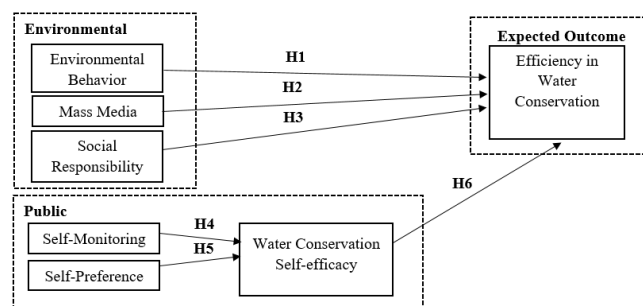 Environmental
Environmental
Behavior
Mass Media
Social
Responsibility
H1
H2
H3
Expected Outcome
Efficiency in
Water
Conservation
H6
Public
Self-Monitoring
Self-Preference
H4
H5
Water Conservation
Self-efficacy